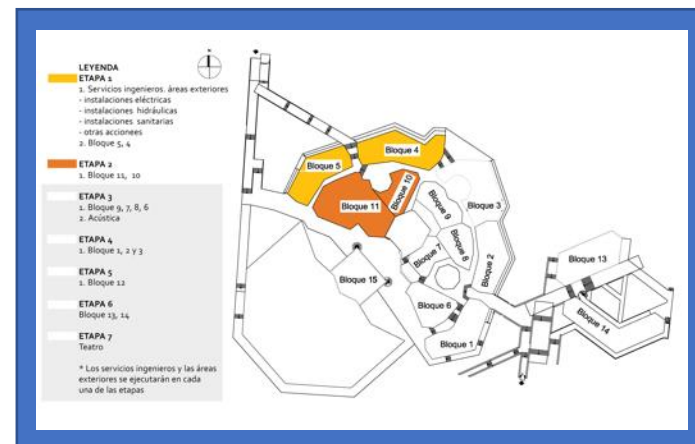 LEYENDA
ETAPA 1
1. Servicios ingenieros. áreas exteriores
- instalaciones eléctricas
- instalaciones hidráulicas
- instalaciones sanitarias
- otras accionees
2. Bloque 5, 4
ETAPA 2
1. Bloque 11, 10
ETAPA 3
1. Bloque 9, 7, 8, 6
2. Acústica
ETAPA 4
1. Bloque 1, 2 y 3
ETAPA 5
1. Bloque 12
ETAPA 6
Bloque 13, 14
ETAPA 7
Teatro
* Los servicios ingenieros y las áreas
exteriores se ejecutarán en cada
una de las etapas
N
Bloque 4
Bloque 5
Bloque 10
Bloque 11
Bloque 9
Bloque 3
Bloque 8
Bloque 7
Bloque 2
Bloque 15
Bloque 6
Bloque 1
Bloque 13
Bloque 14